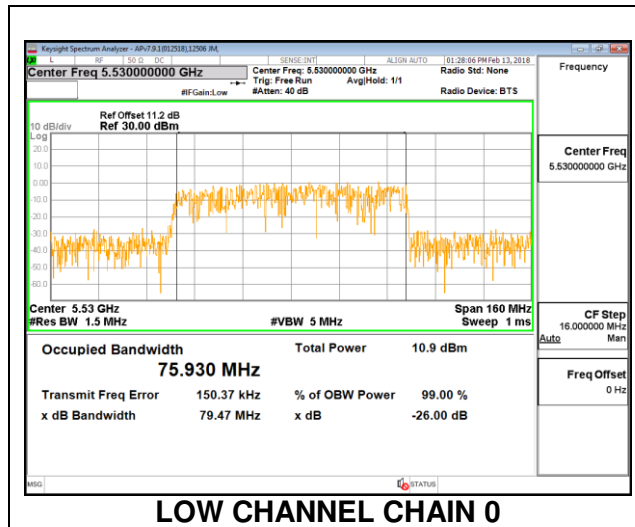 Keysight Spectrum Analyzer - APv7.9.1(012518),12506 JM,
L RF 50 Ω DC SENSE:INT ALIGN AUTO 01:28:06 PM Feb 13, 2018
Center Freq 5.530000000 GHz Center Freq: 5.530000000 GHz Radio Std: None Frequency
Trig: Free Run Avg|Hold: 1/1
#IFGain:Low #Atten: 40 dB Radio Device: BTS
Ref Offset 11.2 dB
10 dB/div Ref 30.00 dBm
Log
20.0
10.0
0.00
-10.0
-20.0
-30.0
-40.0
-50.0
-60.0
Center Freq
5.530000000 GHz
Center 5.53 GHz Span 160 MHz
#Res BW 1.5 MHz #VBW 5 MHz Sweep 1 ms
CF Step
16.000000 MHz
Auto Man
Occupied Bandwidth Total Power 10.9 dBm
75.930 MHz
Transmit Freq Error 150.37 kHz % of OBW Power 99.00 %
x dB Bandwidth 79.47 MHz x dB -26.00 dB
Freq Offset
0 Hz
MSG STATUS
LOW CHANNEL CHAIN 0